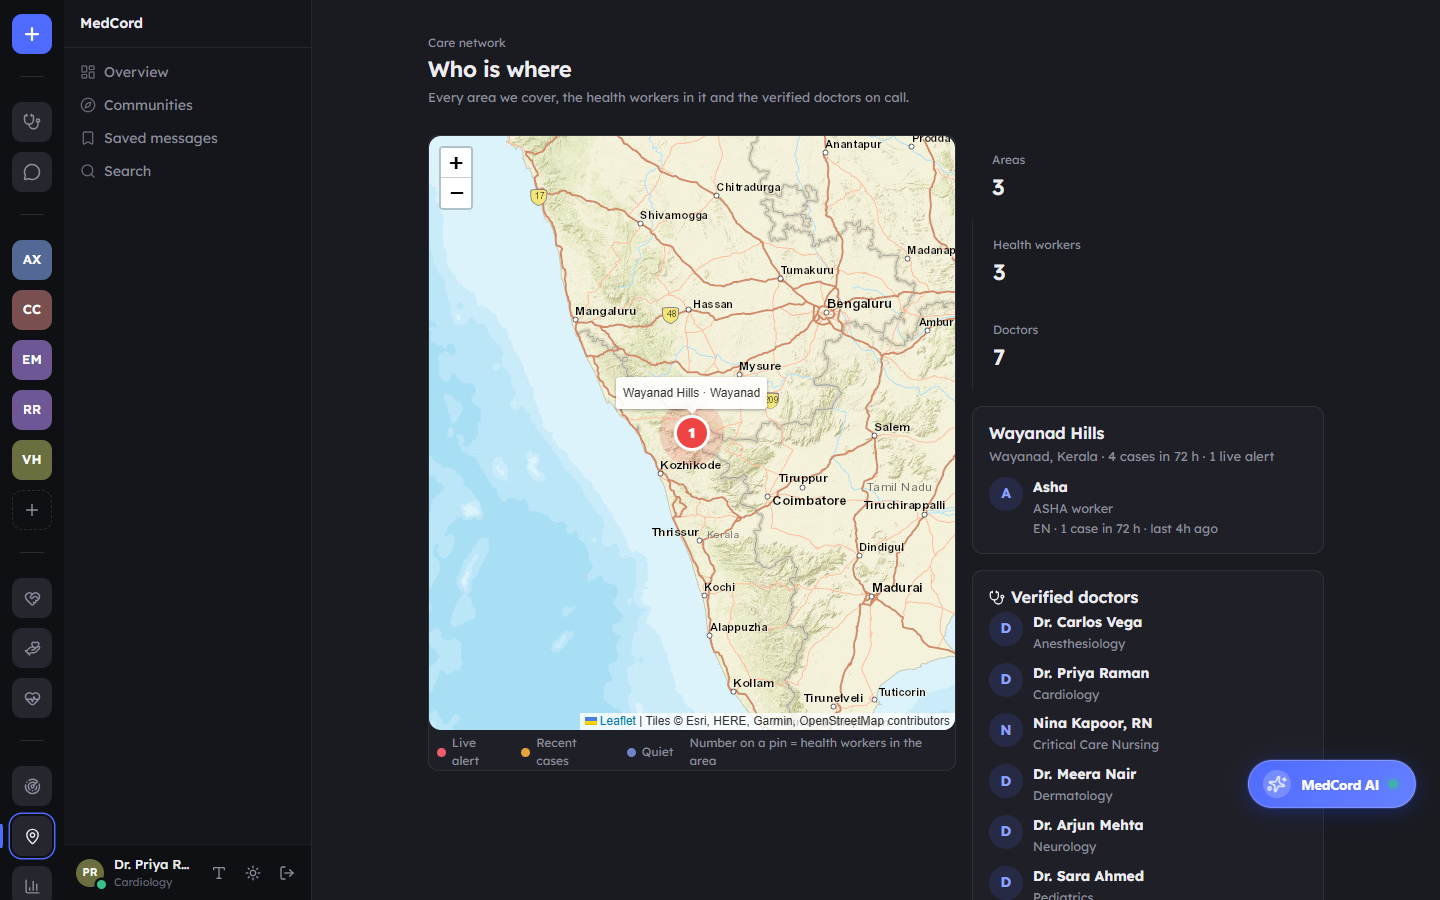 MedCord
Overview
Communities
Saved messages
Search
AX
CC
EM
RR
VH
PR
Dr. Priya R...
Cardiology
Care network
Who is where
Every area we cover, the health workers in it and the verified doctors on call.
+
−
Anantapur
Chitradurga
17
Shivamogga
Tumakuru
Hassan
Bengaluru
Mangaluru
48
Ambur
Mysure
Wayanad Hills · Wayanad
209
1
Salem
Kozhikode
Tiruppur
Tamil Nadu
Coimbatore
Tiruchirappalli
Thrissur
Kerala
Dindigul
Kochi
Madurai
Alappuzha
Kollam
Tirunelveli
Tuticorin
Leaflet | Tiles © Esri, HERE, Garmin, OpenStreetMap contributors
Live alert
Recent cases
Quiet
Number on a pin = health workers in the area
Areas
3
Health workers
3
Doctors
7
Wayanad Hills
Wayanad, Kerala · 4 cases in 72 h · 1 live alert
A
Asha
ASHA worker
EN · 1 case in 72 h · last 4h ago
Verified doctors
D
Dr. Carlos Vega
Anesthesiology
D
Dr. Priya Raman
Cardiology
N
Nina Kapoor, RN
Critical Care Nursing
D
Dr. Meera Nair
Dermatology
D
Dr. Arjun Mehta
Neurology
D
Dr. Sara Ahmed
Pediatrics
MedCord AI